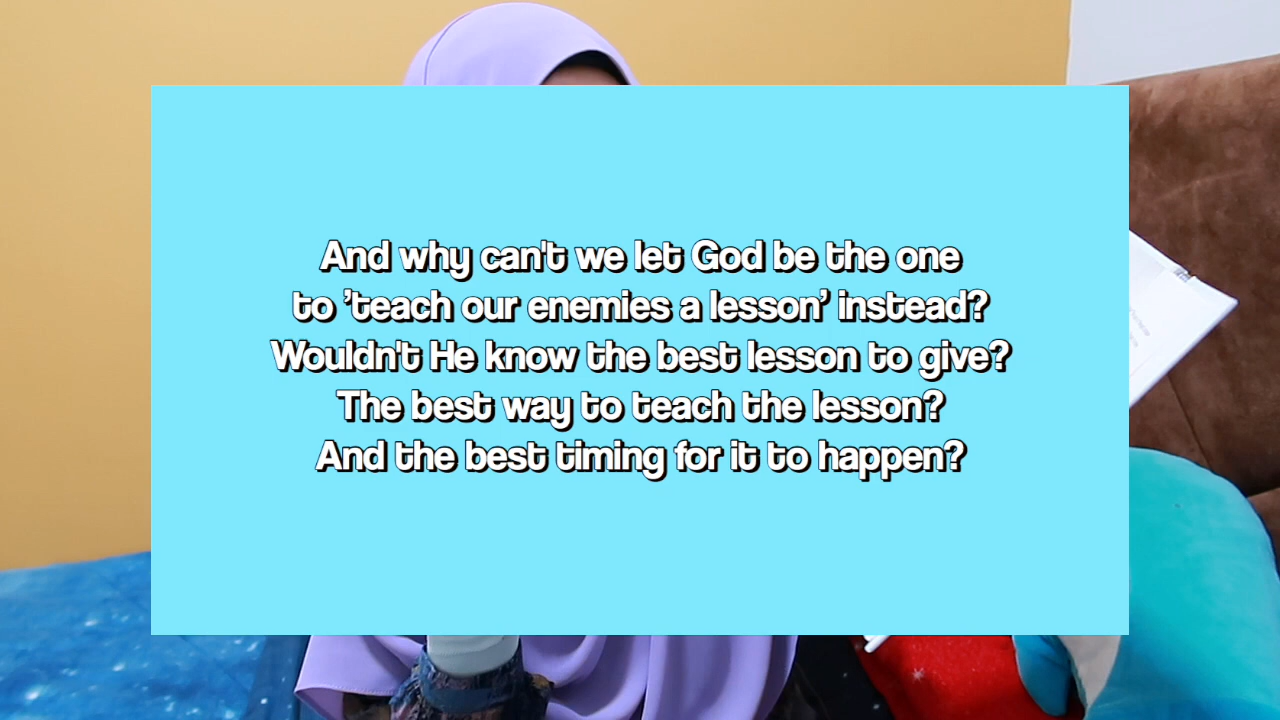 And why can't we let God be the one
to 'teach our enemies a lesson' instead?
Wouldn't He know the best lesson to give?
The best way to teach the lesson?
And the best timing for it to happen?